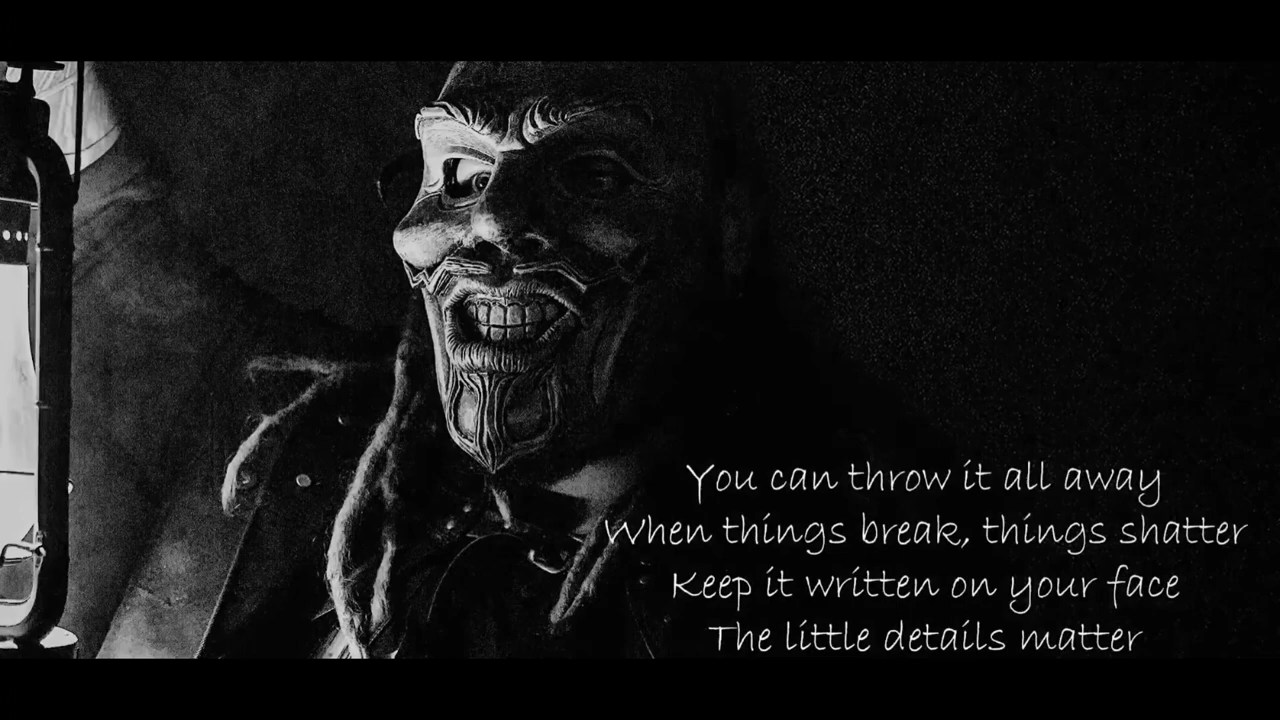 You can throw it all away
When things break, things shatter
Keep it written on your face
The little details matter